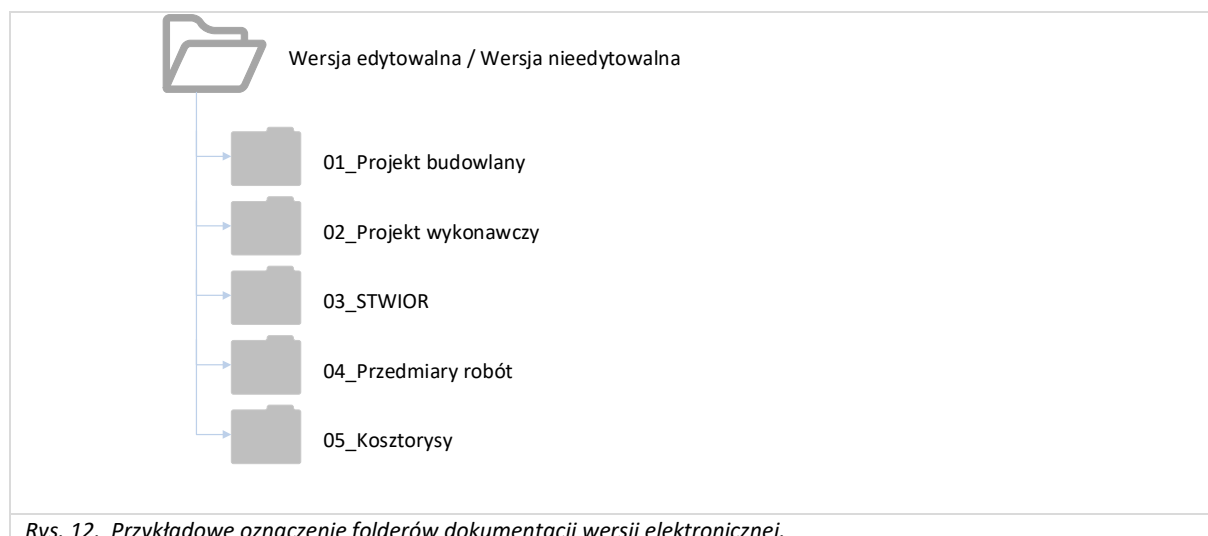 Wersja edytowalna / Wersja nieedytowalna
01_Projekt budowlany
02_Projekt wykonawczy
03_STWIOR
04_Przedmiary robót
05_Kosztorysy
Rys. 12. Przykładowe oznaczenie folderów dokumentacji wersji elektronicznej.